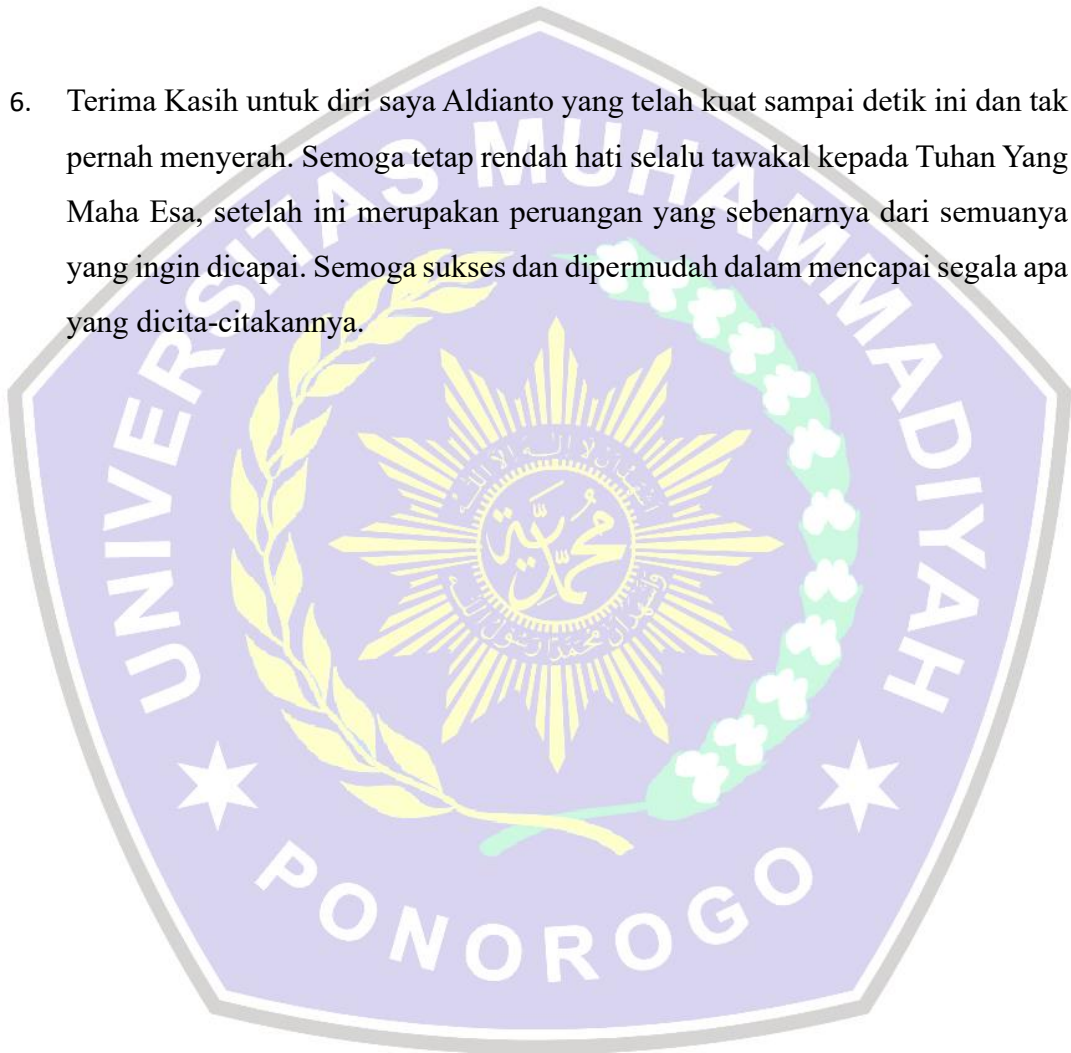 6. Terima Kasih untuk diri saya Aldianto yang telah kuat sampai detik ini dan tak
pernah menyerah. Semoga tetap rendah hati selalu tawakal kepada Tuhan Yang
Maha Esa, setelah ini merupakan peruangan yang sebenarnya dari semuanya
yang ingin dicapai. Semoga sukses dan dipermudah dalam mencapai segala apa
yang dicita-citakannya.
UNIVERSITAS MUHAMMADIYAH
PONOROGO
محمدية